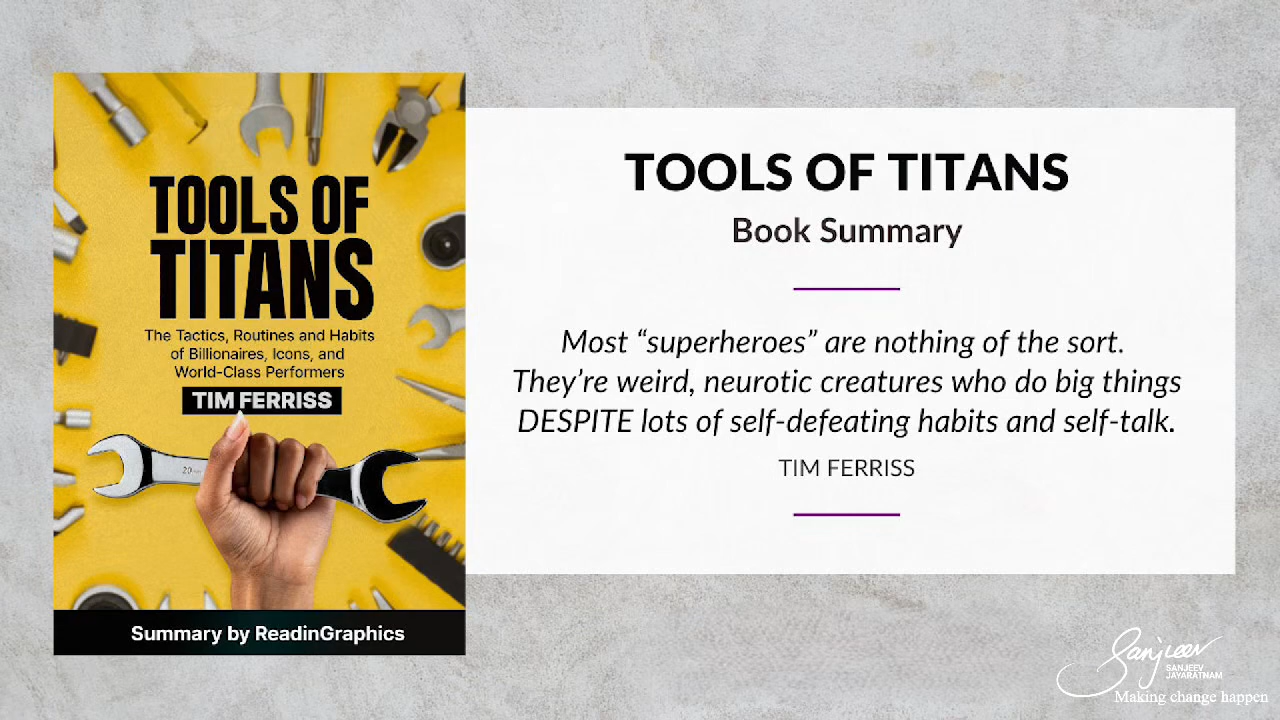 TOOLS OF
TITANS
The Tactics, Routines and Habits
of Billionaires, Icons, and
World-Class Performers
TIM FERRISS
20
Summary by ReadinGraphics
TOOLS OF TITANS
Book Summary
Most “superheroes” are nothing of the sort.
They’re weird, neurotic creatures who do big things
DESPITE lots of self-defeating habits and self-talk.
TIM FERRISS
Sanjeev
SANJEEV
JAYARATNAM
Making change happen